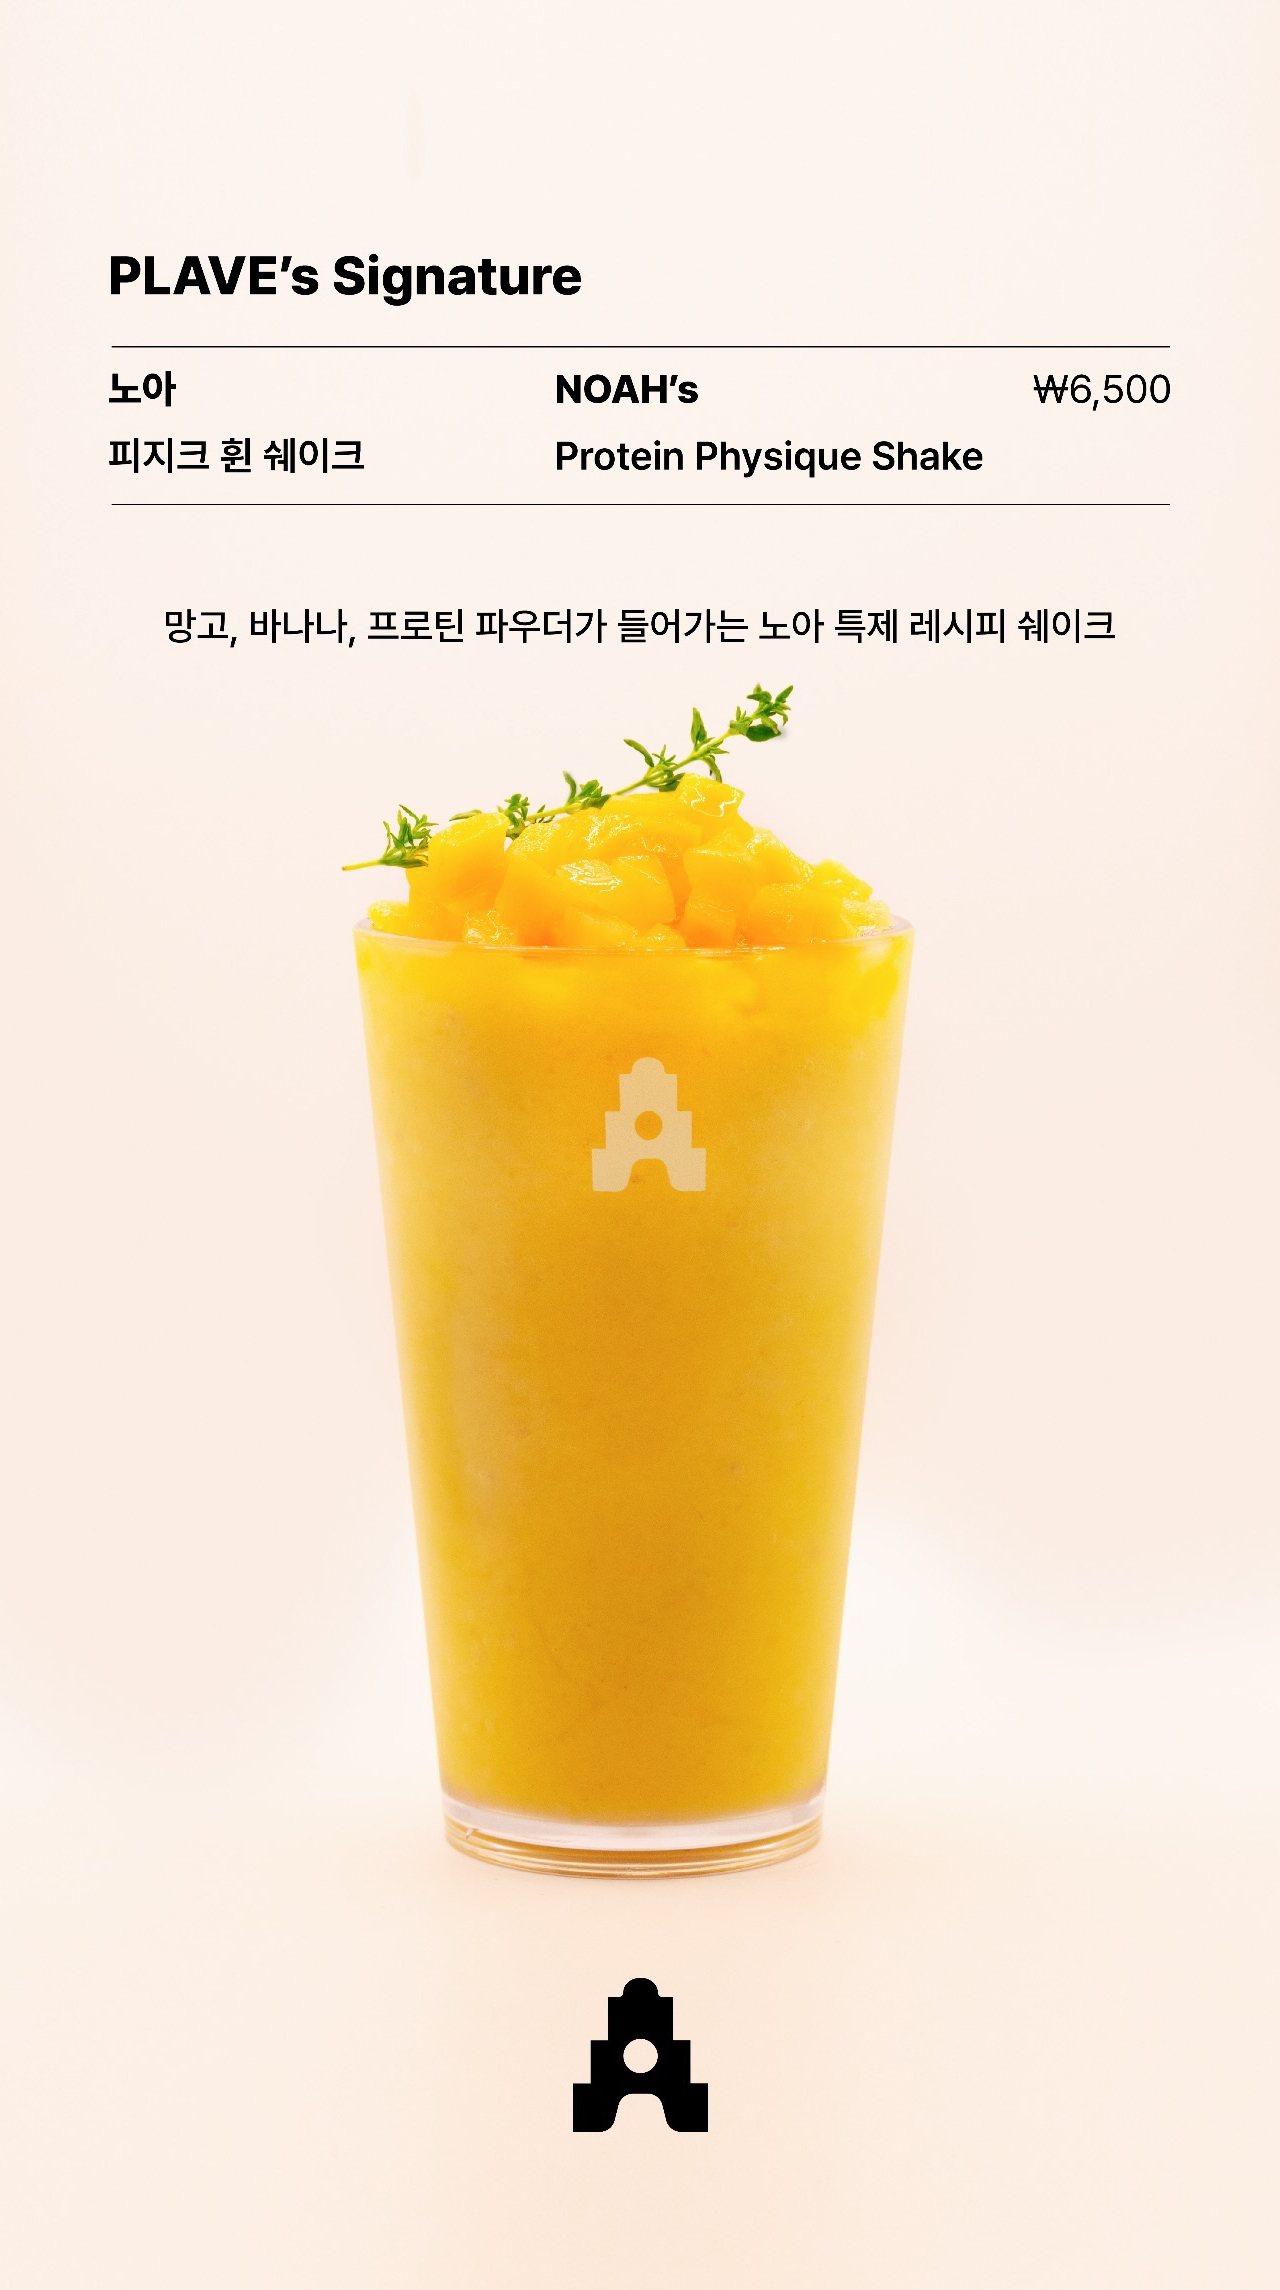 PLAVE’s Signature
노아 NOAH’s ₩6,500
피지크 휜 쉐이크 Protein Physique Shake
망고, 바나나, 프로틴 파우더가 들어가는 노아 특제 레시피 쉐이크